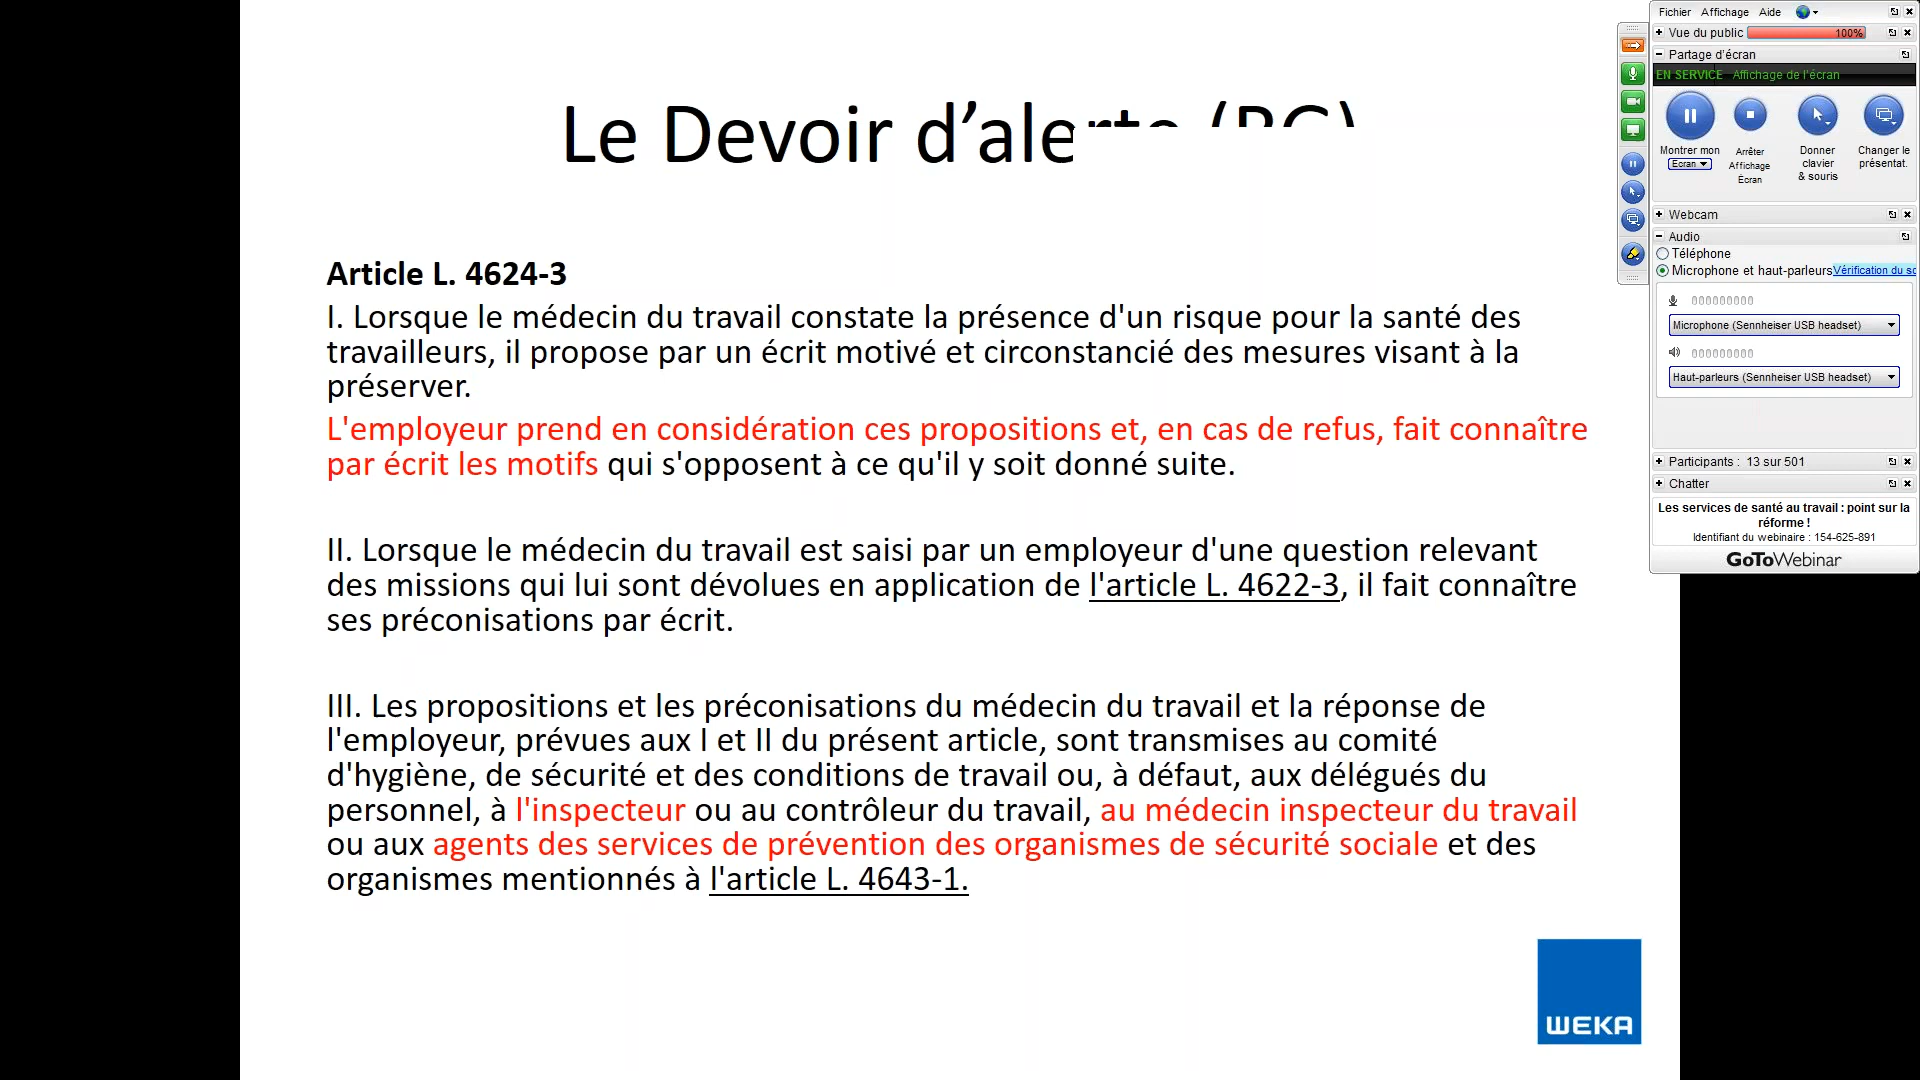 Le Devoir d’alerte (RG)
Article L. 4624-3
I. Lorsque le médecin du travail constate la présence d'un risque pour la santé des
travailleurs, il propose par un écrit motivé et circonstancié des mesures visant à la
préserver.
L'employeur prend en considération ces propositions et, en cas de refus, fait connaître
par écrit les motifs qui s'opposent à ce qu'il y soit donné suite.
II. Lorsque le médecin du travail est saisi par un employeur d'une question relevant
des missions qui lui sont dévolues en application de l'article L. 4622-3, il fait connaître
ses préconisations par écrit.
III. Les propositions et les préconisations du médecin du travail et la réponse de
l'employeur, prévues aux I et II du présent article, sont transmises au comité
d'hygiène, de sécurité et des conditions de travail ou, à défaut, aux délégués du
personnel, à l'inspecteur ou au contrôleur du travail, au médecin inspecteur du travail
ou aux agents des services de prévention des organismes de sécurité sociale et des
organismes mentionnés à l'article L. 4643-1.
WEKA
Fichier Affichage Aide
Vue du public 100%
Partage d'écran
EN SERVICE Affichage de l'écran
Montrer mon
Ecran
Arrêter
Affichage
Écran
Donner
clavier
& souris
Changer le
présentat.
Webcam
Audio
Téléphone
Microphone et haut-parleurs Vérification du so
000000000
Microphone (Sennheiser USB headset)
000000000
Haut-parleurs (Sennheiser USB headset)
Participants : 13 sur 501
Chatter
Les services de santé au travail : point sur la
réforme !
Identifiant du webinaire : 154-625-891
GoToWebinar